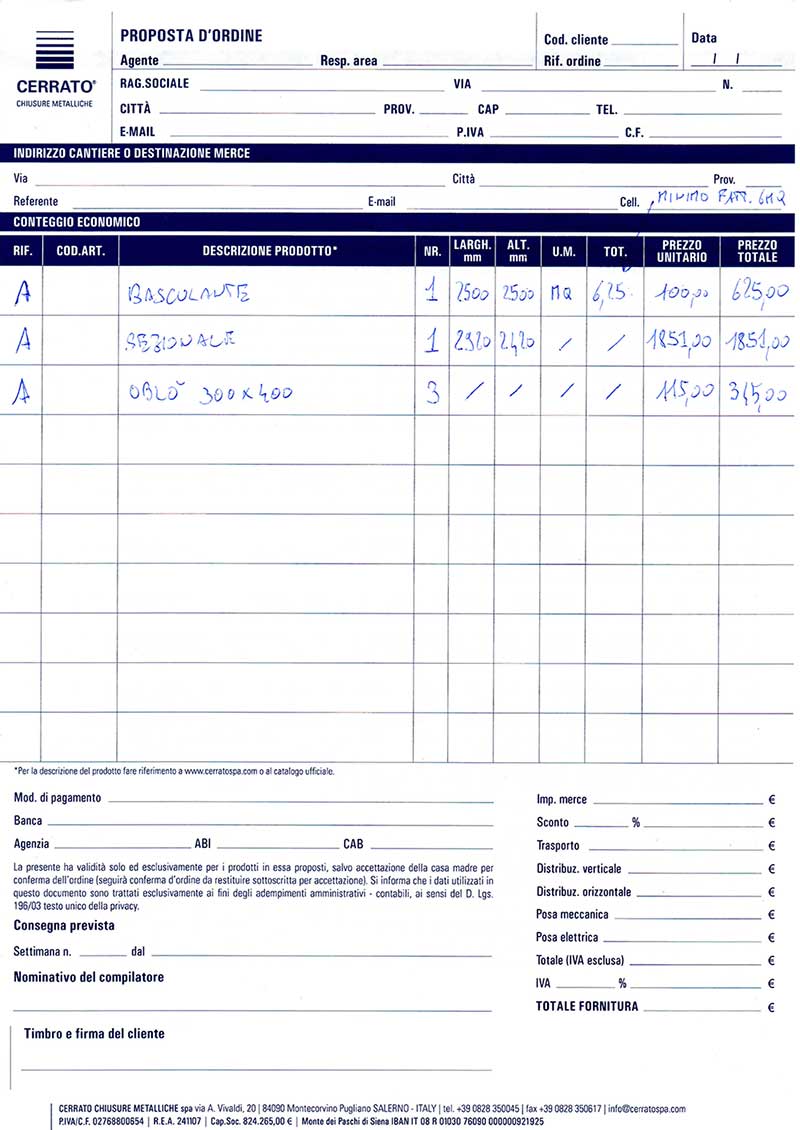 CERRATO®
CHIUSURE METALLICHE
PROPOSTA D'ORDINE
Agente Resp. area
Cod. cliente
Rif. ordine
Data
/ /
RAG.SOCIALE VIA N.
CITTÀ PROV. CAP TEL.
E-MAIL P.IVA C.F.
INDIRIZZO CANTIERE O DESTINAZIONE MERCE
Via Città Prov.
Referente E-mail Cell. MINIMO FATT. 6MQ
CONTEGGIO ECONOMICO
RIF. COD.ART. DESCRIZIONE PRODOTTO* NR. LARGH. mm ALT. mm U.M. TOT. PREZZO UNITARIO PREZZO TOTALE
A BASCULANTE 1 2500 2500 MQ 6,25 100,00 625,00
A SEZIONALE 1 2320 2420 / / 1851,00 1851,00
A OBLÒ 300x400 3 / / / / 115,00 345,00
*Per la descrizione del prodotto fare riferimento a www.cerratospa.com o al catalogo ufficiale.
Mod. di pagamento
Banca
Agenzia ABI CAB
La presente ha validità solo ed esclusivamente per i prodotti in essa proposti, salvo accettazione della casa madre per
conferma dell'ordine (seguirà conferma d'ordine da restituire sottoscritta per accettazione). Si informa che i dati utilizzati in
questo documento sono trattati esclusivamente ai fini degli adempimenti amministrativi - contabili, ai sensi del D. Lgs.
196/03 testo unico della privacy.
Consegna prevista
Settimana n. dal
Nominativo del compilatore
Timbro e firma del cliente
Imp. merce €
Sconto % €
Trasporto €
Distribuz. verticale €
Distribuz. orizzontale €
Posa meccanica €
Posa elettrica €
Totale (IVA esclusa) €
IVA % €
TOTALE FORNITURA €
CERRATO CHIUSURE METALLICHE spa via A. Vivaldi, 20 | 84090 Montecorvino Pugliano SALERNO - ITALY | tel. +39 0828 350045 | fax +39 0828 350617 | info@cerratospa.com
P.IVA/C.F. 02768800654 | R.E.A. 241107 | Cap.Soc. 824.265,00 € | Monte dei Paschi di Siena IBAN IT 08 R 01030 76090 000000921925